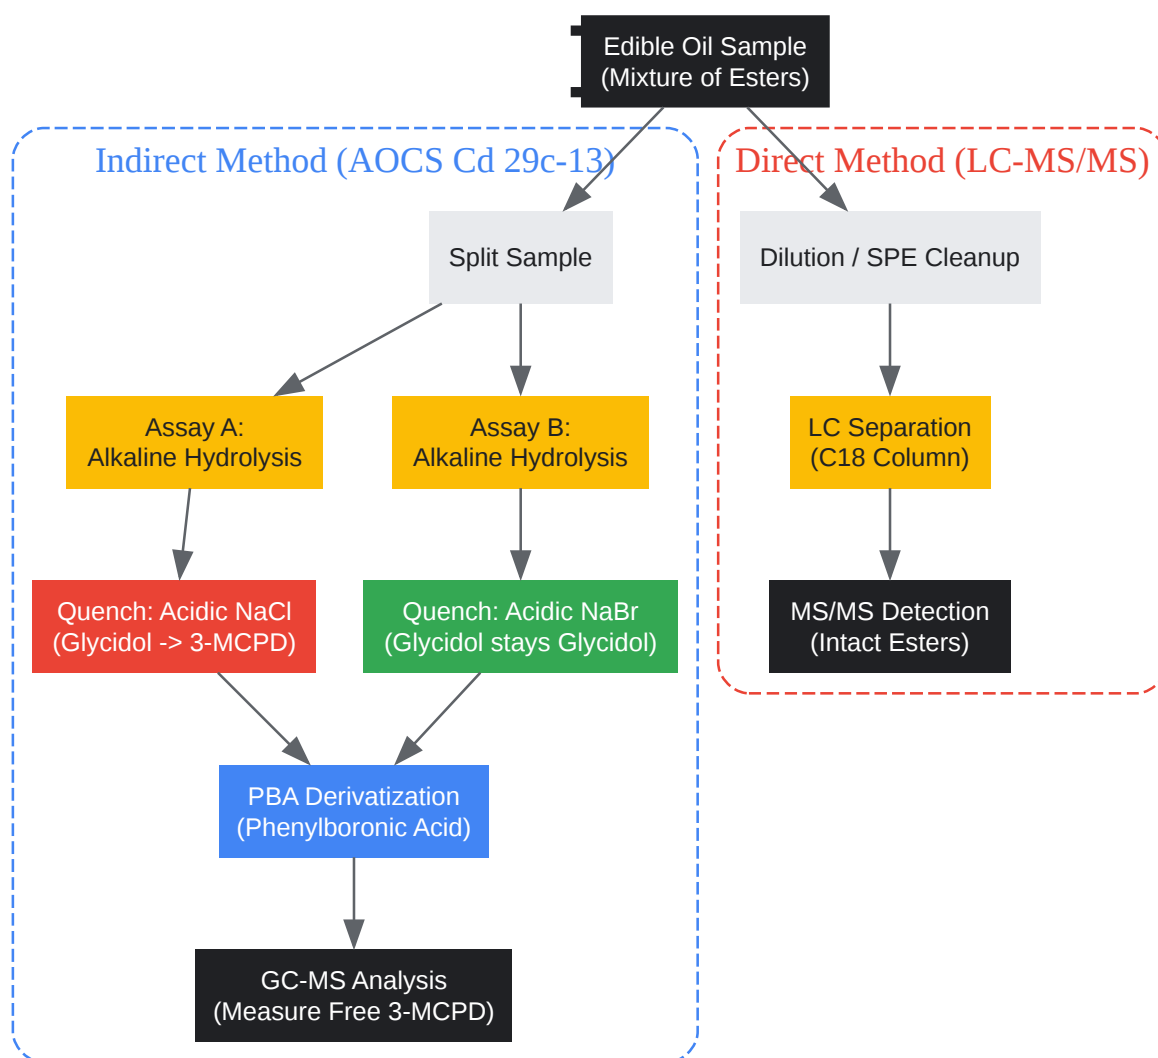 Edible Oil Sample
(Mixture of Esters)
Indirect Method (AOCS Cd 29c-13)
Direct Method (LC-MS/MS)
Split Sample
Dilution / SPE Cleanup
Assay A:
Alkaline Hydrolysis
Assay B:
Alkaline Hydrolysis
LC Separation
(C18 Column)
Quench: Acidic NaCl
(Glycidol -> 3-MCPD)
Quench: Acidic NaBr
(Glycidol stays Glycidol)
MS/MS Detection
(Intact Esters)
PBA Derivatization
(Phenylboronic Acid)
GC-MS Analysis
(Measure Free 3-MCPD)